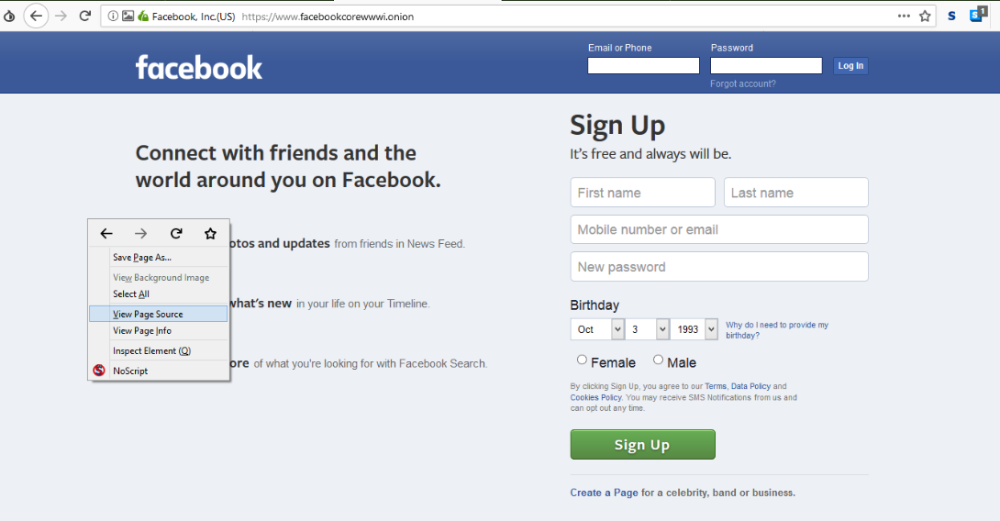 Facebook, Inc.(US) https://www.facebookcorewwwi.onion
S
S 1
facebook
Email or Phone
Password
Log In
Forgot account?
Connect with friends and the
world around you on Facebook.
otos and updates from friends in News Feed.
what's new in your life on your Timeline.
ore of what you're looking for with Facebook Search.
Save Page As...
View Background Image
Select All
View Page Source
View Page Info
Inspect Element (Q)
S NoScript
Sign Up
It's free and always will be.
First name
Last name
Mobile number or email
New password
Birthday
Oct 3 1993
Why do I need to provide my
birthday?
Female Male
By clicking Sign Up, you agree to our Terms, Data Policy and
Cookies Policy. You may receive SMS Notifications from us and
can opt out any time.
Sign Up
Create a Page for a celebrity, band or business.